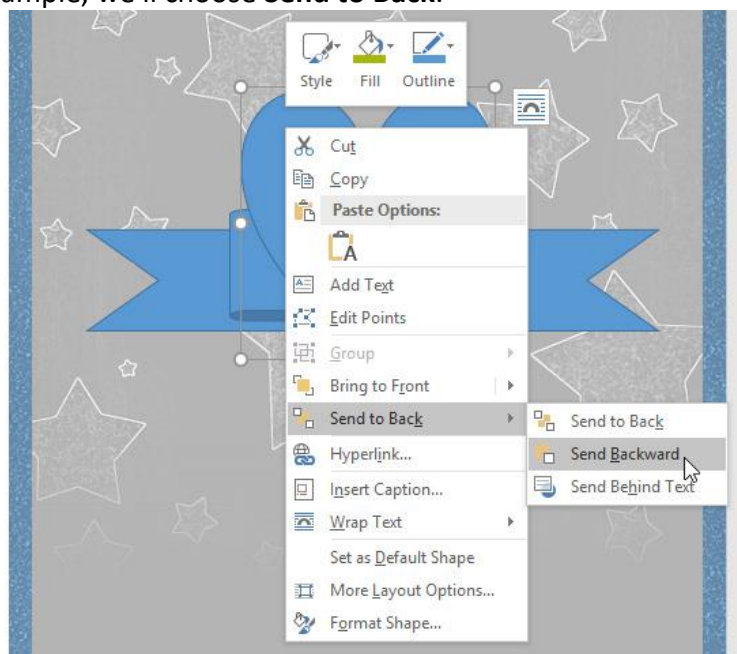 ample, we'll choose Send to Back.
Style Fill Outline
Cut
Copy
Paste Options:
A
Add Text
Edit Points
Group
Bring to Front
Send to Back
Send to Back
Hyperlink...
Send Backward
Insert Caption...
Send Behind Text
Wrap Text
Set as Default Shape
More Layout Options...
Format Shape...